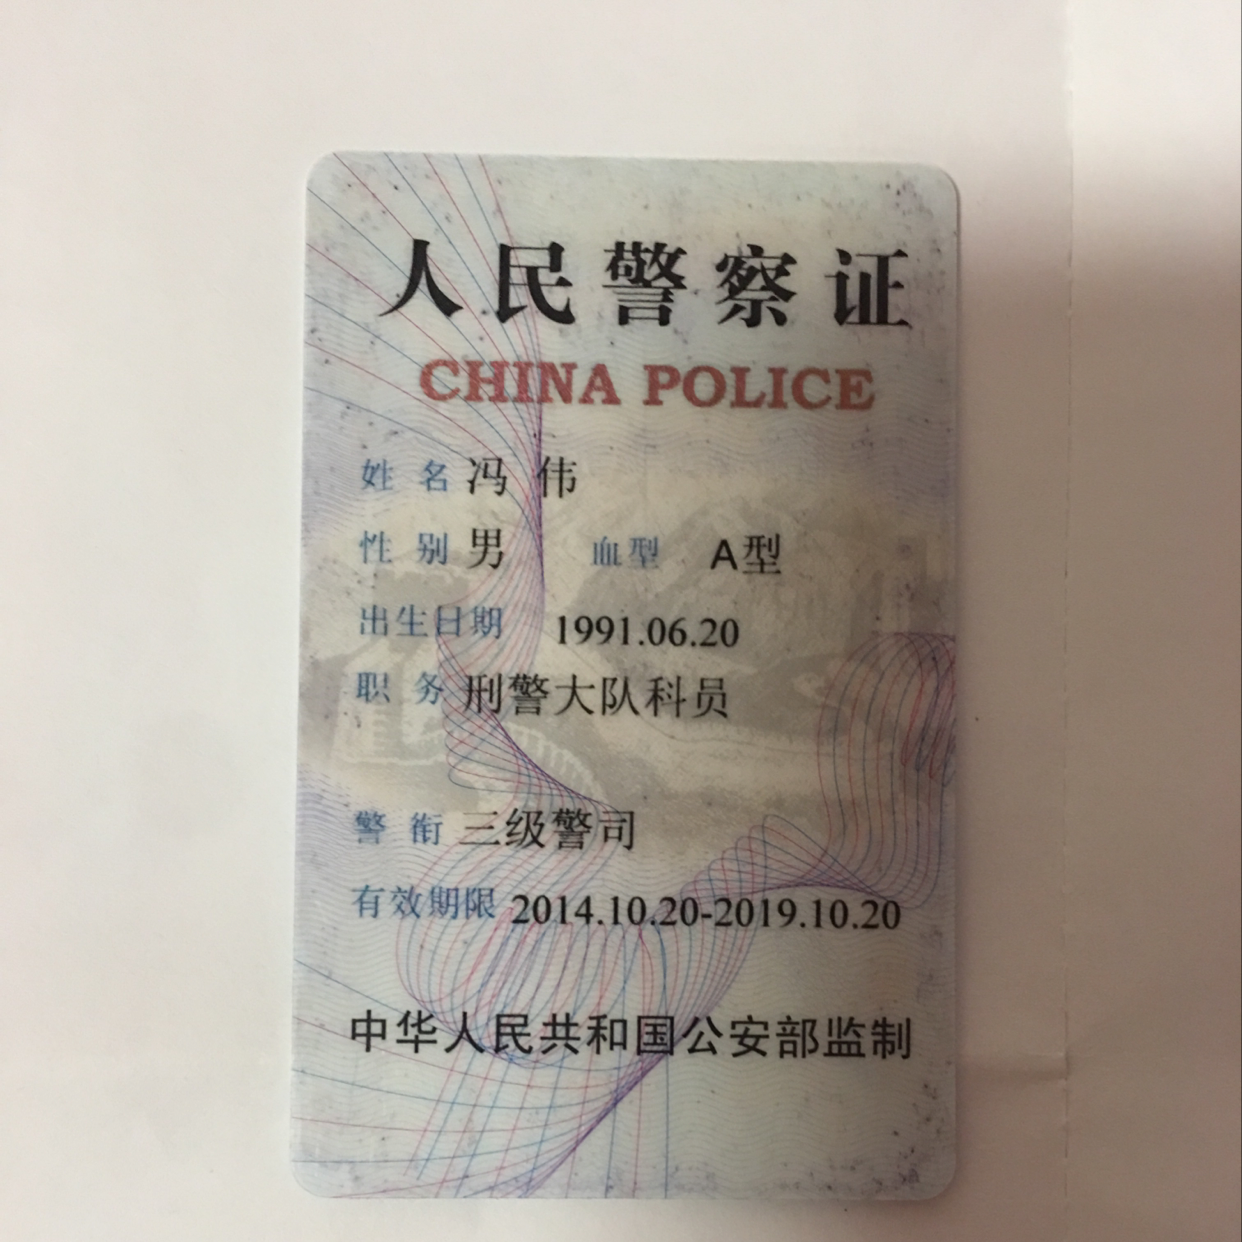 人民警察证
CHINA POLICE
姓 名 冯 伟
性 别 男 血型 A型
出生日期 1991.06.20
职 务 刑警大队科员
警 衔 三级警司
有效期限 2014.10.20-2019.10.20
中华人民共和国公安部监制